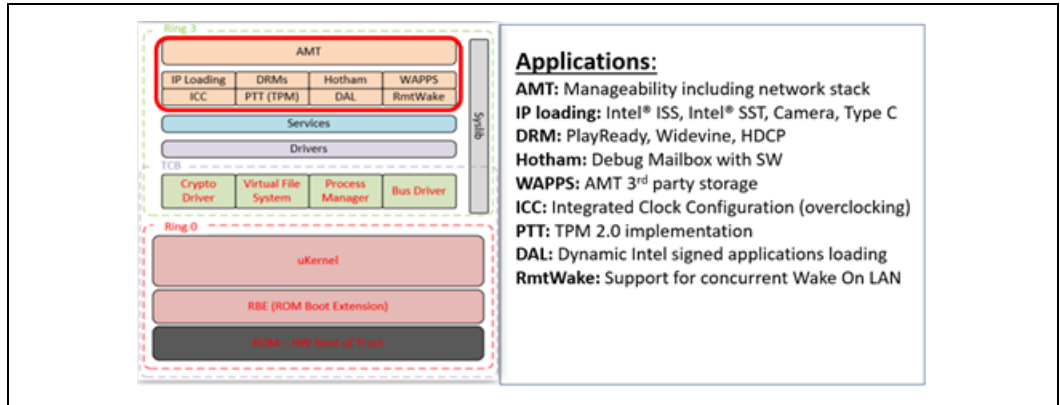 Ring 3
AMT
IP Loading DRMs Hotham WAPPS
ICC PTT (TPM) DAL RmtWake
Services
Drivers
Syslib
TCB
Crypto Driver Virtual File System Process Manager Bus Driver
Ring 0
uKernel
RBE (ROM Boot Extension)
ROM – HW Root of Trust
Applications:
AMT: Manageability including network stack
IP loading: Intel® ISS, Intel® SST, Camera, Type C
DRM: PlayReady, Widevine, HDCP
Hotham: Debug Mailbox with SW
WAPPS: AMT 3rd party storage
ICC: Integrated Clock Configuration (overclocking)
PTT: TPM 2.0 implementation
DAL: Dynamic Intel signed applications loading
RmtWake: Support for concurrent Wake On LAN